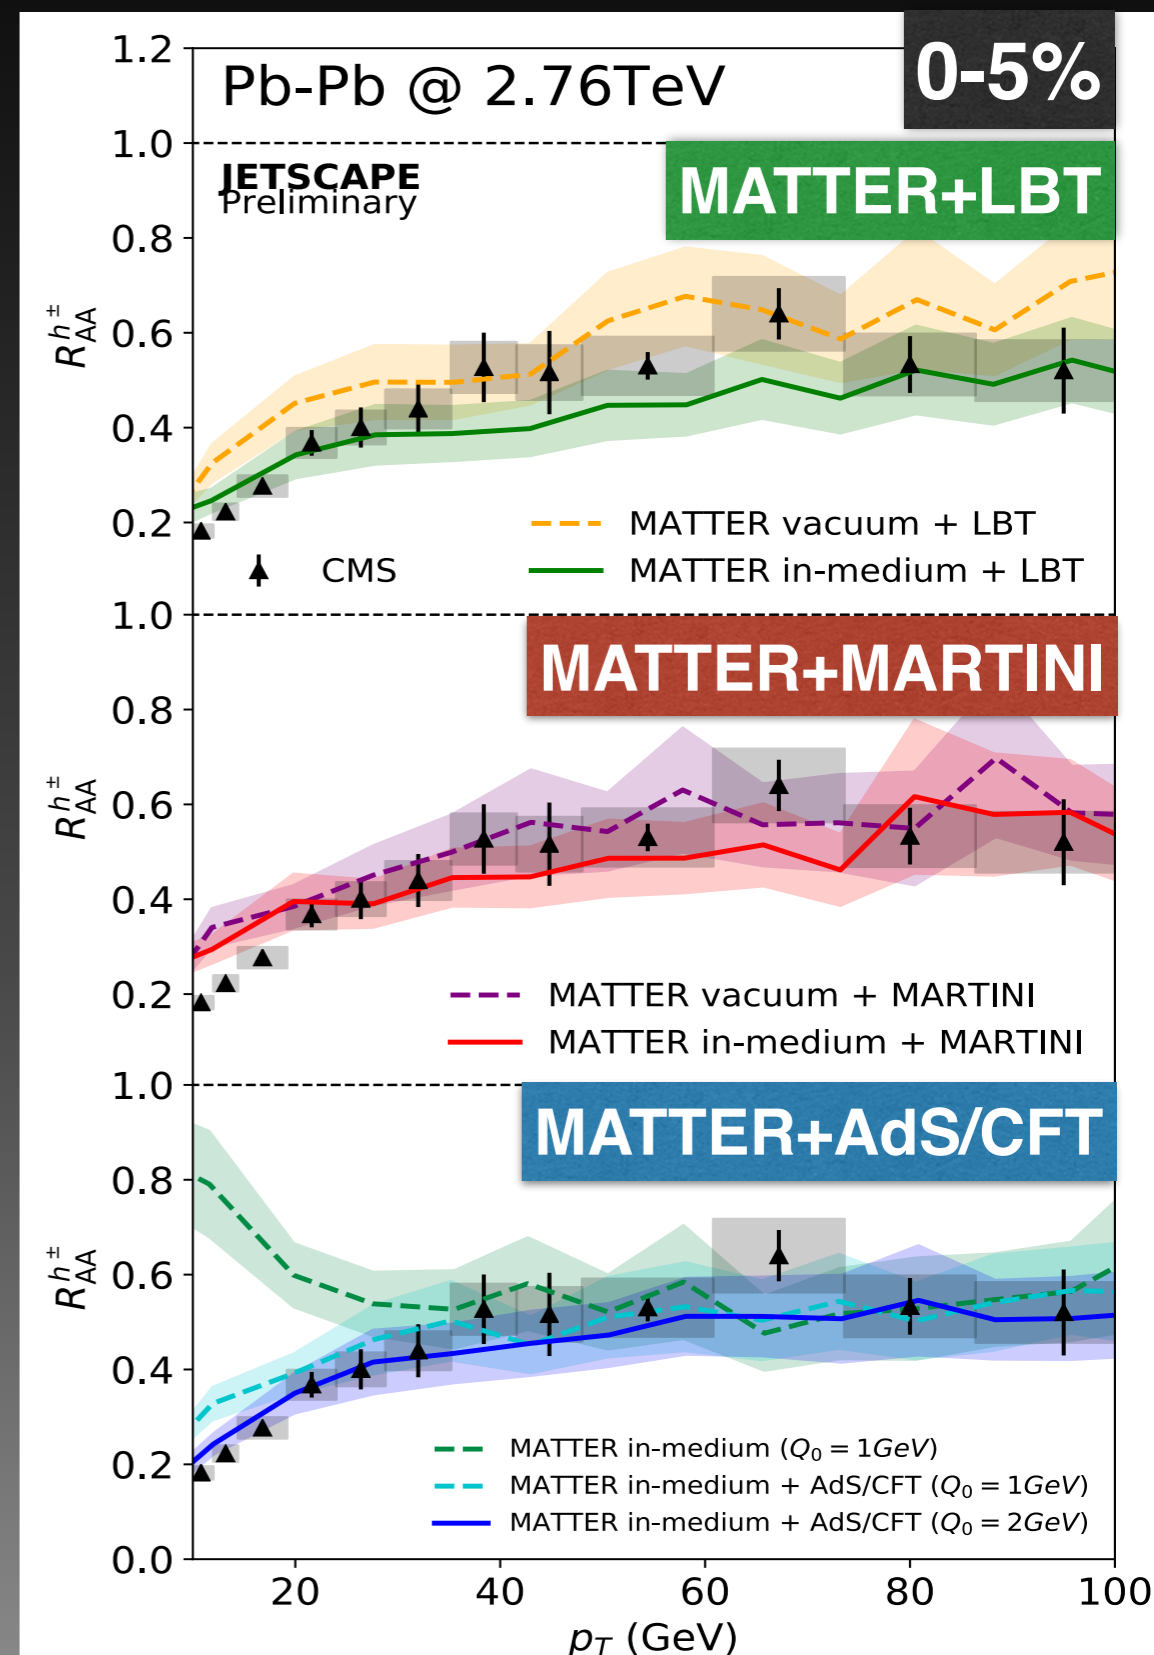 0-5%
1.2
Pb-Pb @ 2.76TeV
1.0
JETSCAPE
Preliminary
MATTER+LBT
0.8
0.6
0.4
0.2
R_AA^h±
MATTER vacuum + LBT
CMS
MATTER in-medium + LBT
1.0
MATTER+MARTINI
0.8
0.6
0.4
0.2
R_AA^h±
MATTER vacuum + MARTINI
MATTER in-medium + MARTINI
1.0
MATTER+AdS/CFT
0.8
0.6
0.4
0.2
0.0
R_AA^h±
MATTER in-medium (Q₀ = 1GeV)
MATTER in-medium + AdS/CFT (Q₀ = 1GeV)
MATTER in-medium + AdS/CFT (Q₀ = 2GeV)
20 40 60 80 100
p_T (GeV)